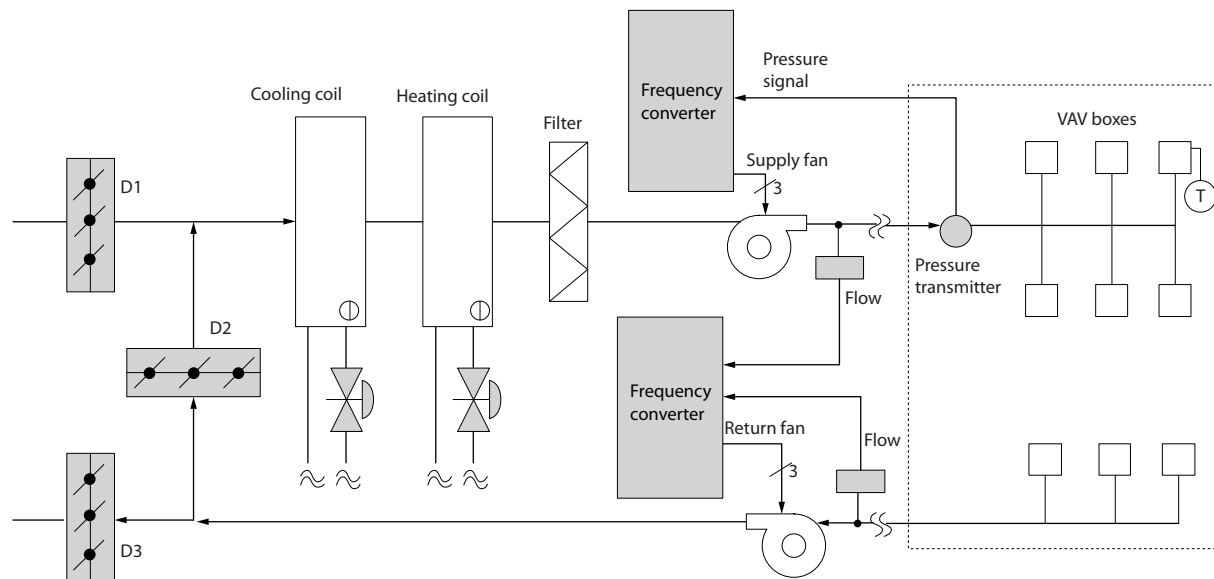 Cooling coil
Heating coil
Filter
Frequency
converter
Pressure
signal
VAV boxes
Supply fan
3
D1
T
Pressure
transmitter
Flow
D2
Frequency
converter
Return fan
Flow
3
D3